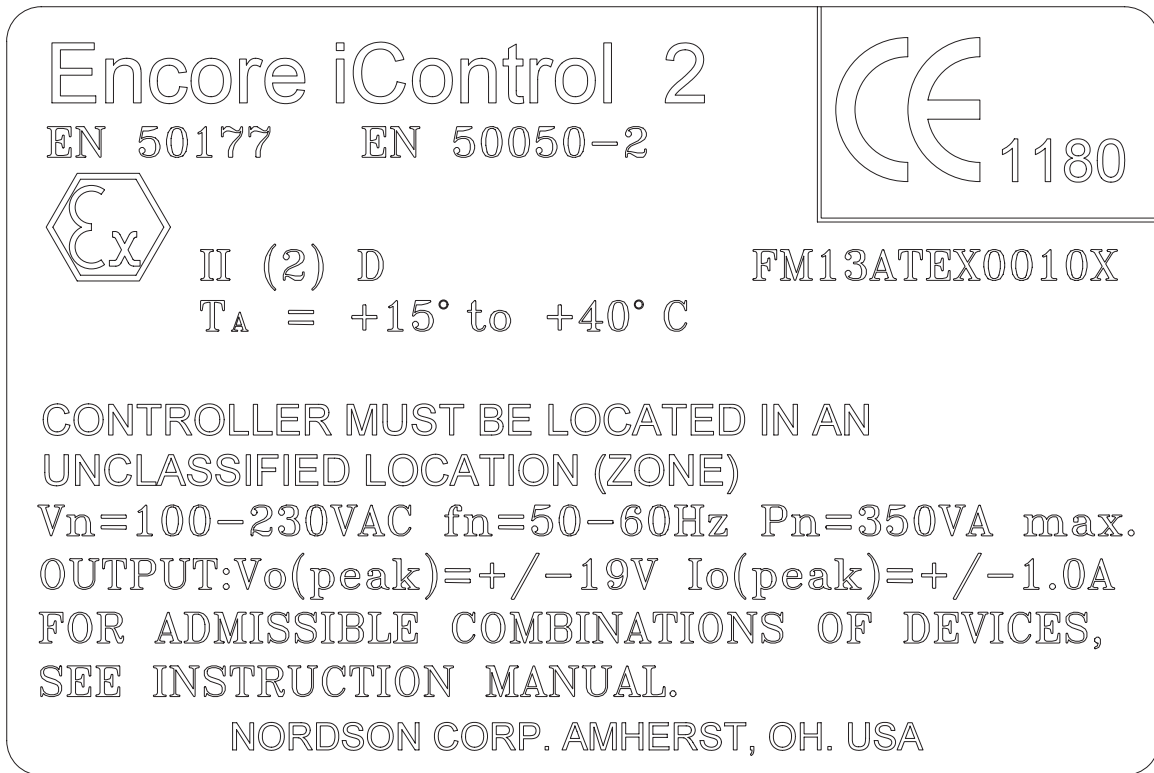 Encore iControl 2
EN 50177 EN 50050-2
CE 1180
Ex
II (2) D FM13ATEX0010X
TA = +15° to +40° C
CONTROLLER MUST BE LOCATED IN AN
UNCLASSIFIED LOCATION (ZONE)
Vn=100-230VAC fn=50-60Hz Pn=350VA max.
OUTPUT:Vo(peak)=+/-19V Io(peak)=+/-1.0A
FOR ADMISSIBLE COMBINATIONS OF DEVICES,
SEE INSTRUCTION MANUAL.
NORDSON CORP. AMHERST, OH. USA